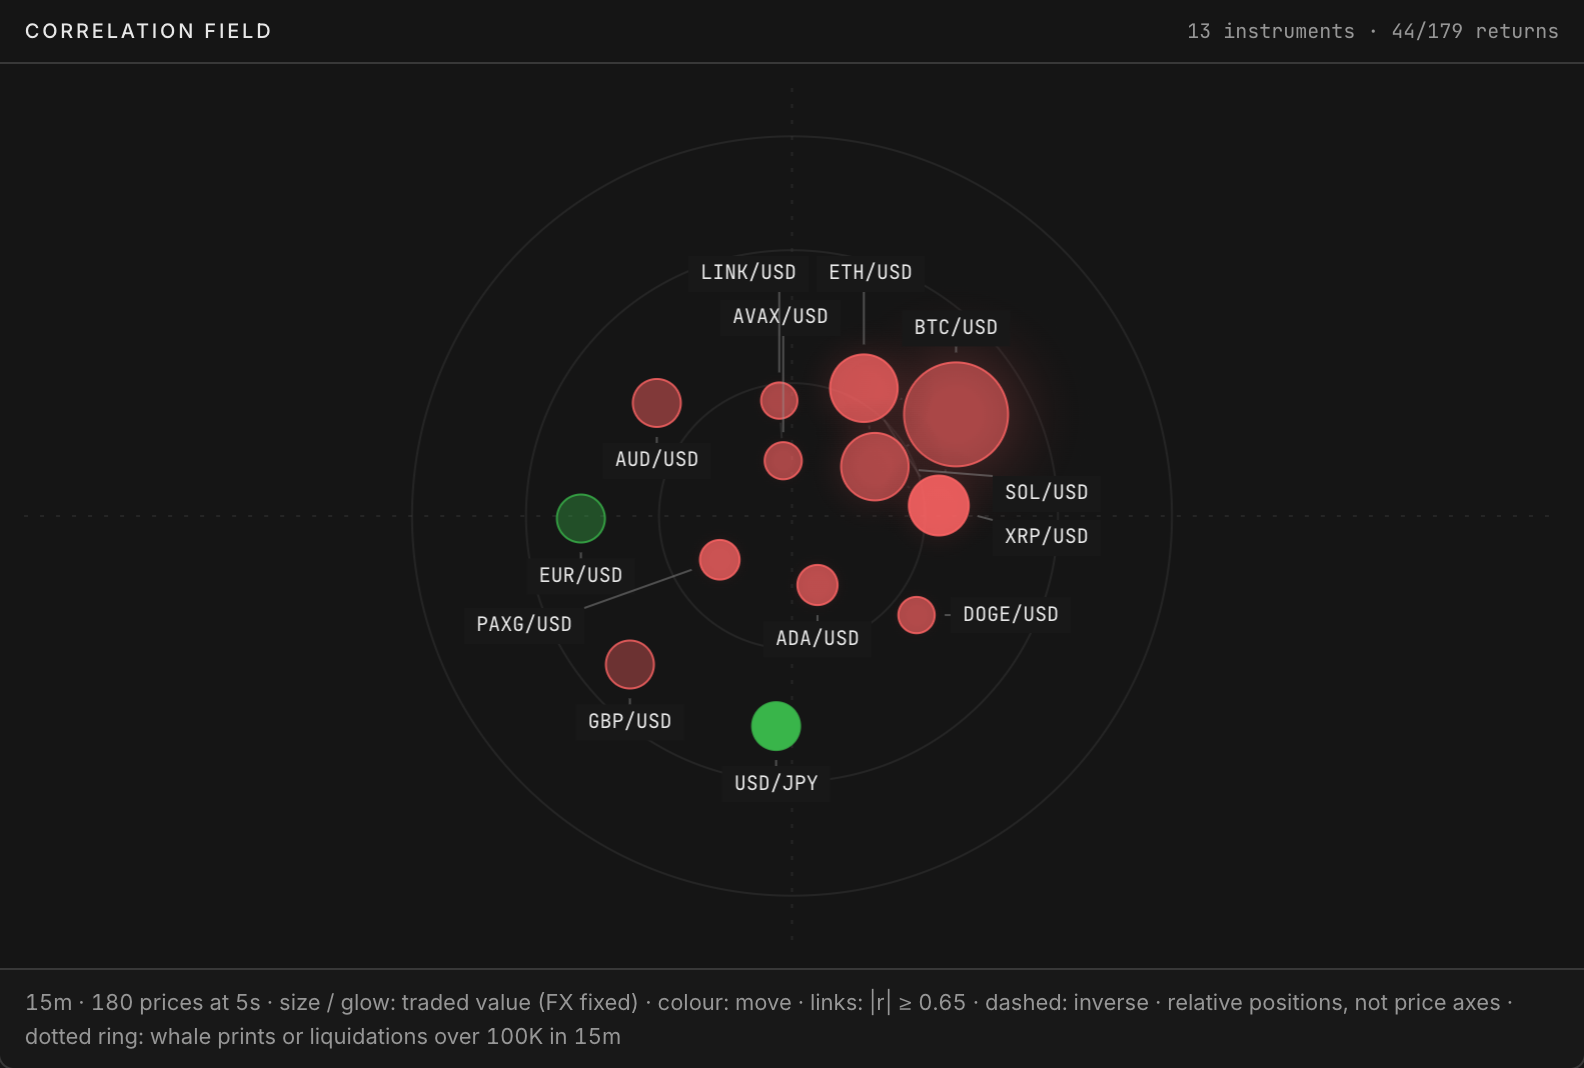 CORRELATION FIELD
13 instruments · 44/179 returns
LINK/USD
ETH/USD
AVAX/USD
BTC/USD
AUD/USD
SOL/USD
XRP/USD
EUR/USD
PAXG/USD
DOGE/USD
ADA/USD
GBP/USD
USD/JPY
15m · 180 prices at 5s · size / glow: traded value (FX fixed) · colour: move · links: |r| ≥ 0.65 · dashed: inverse · relative positions, not price axes ·
dotted ring: whale prints or liquidations over 100K in 15m